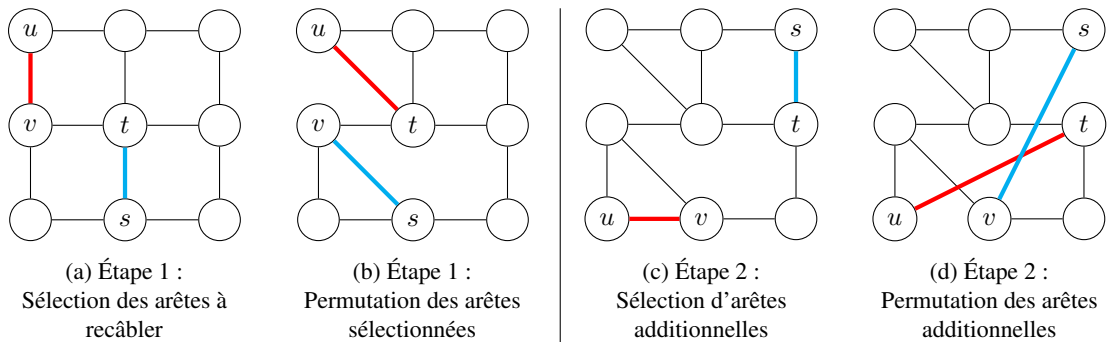 u
v
t
s
(a) Étape 1 :
Sélection des arêtes à
recâbler
u
v
t
s
(b) Étape 1 :
Permutation des arêtes
sélectionnées
s
t
u
v
(c) Étape 2 :
Sélection d'arêtes
additionnelles
s
t
u
v
(d) Étape 2 :
Permutation des arêtes
additionnelles